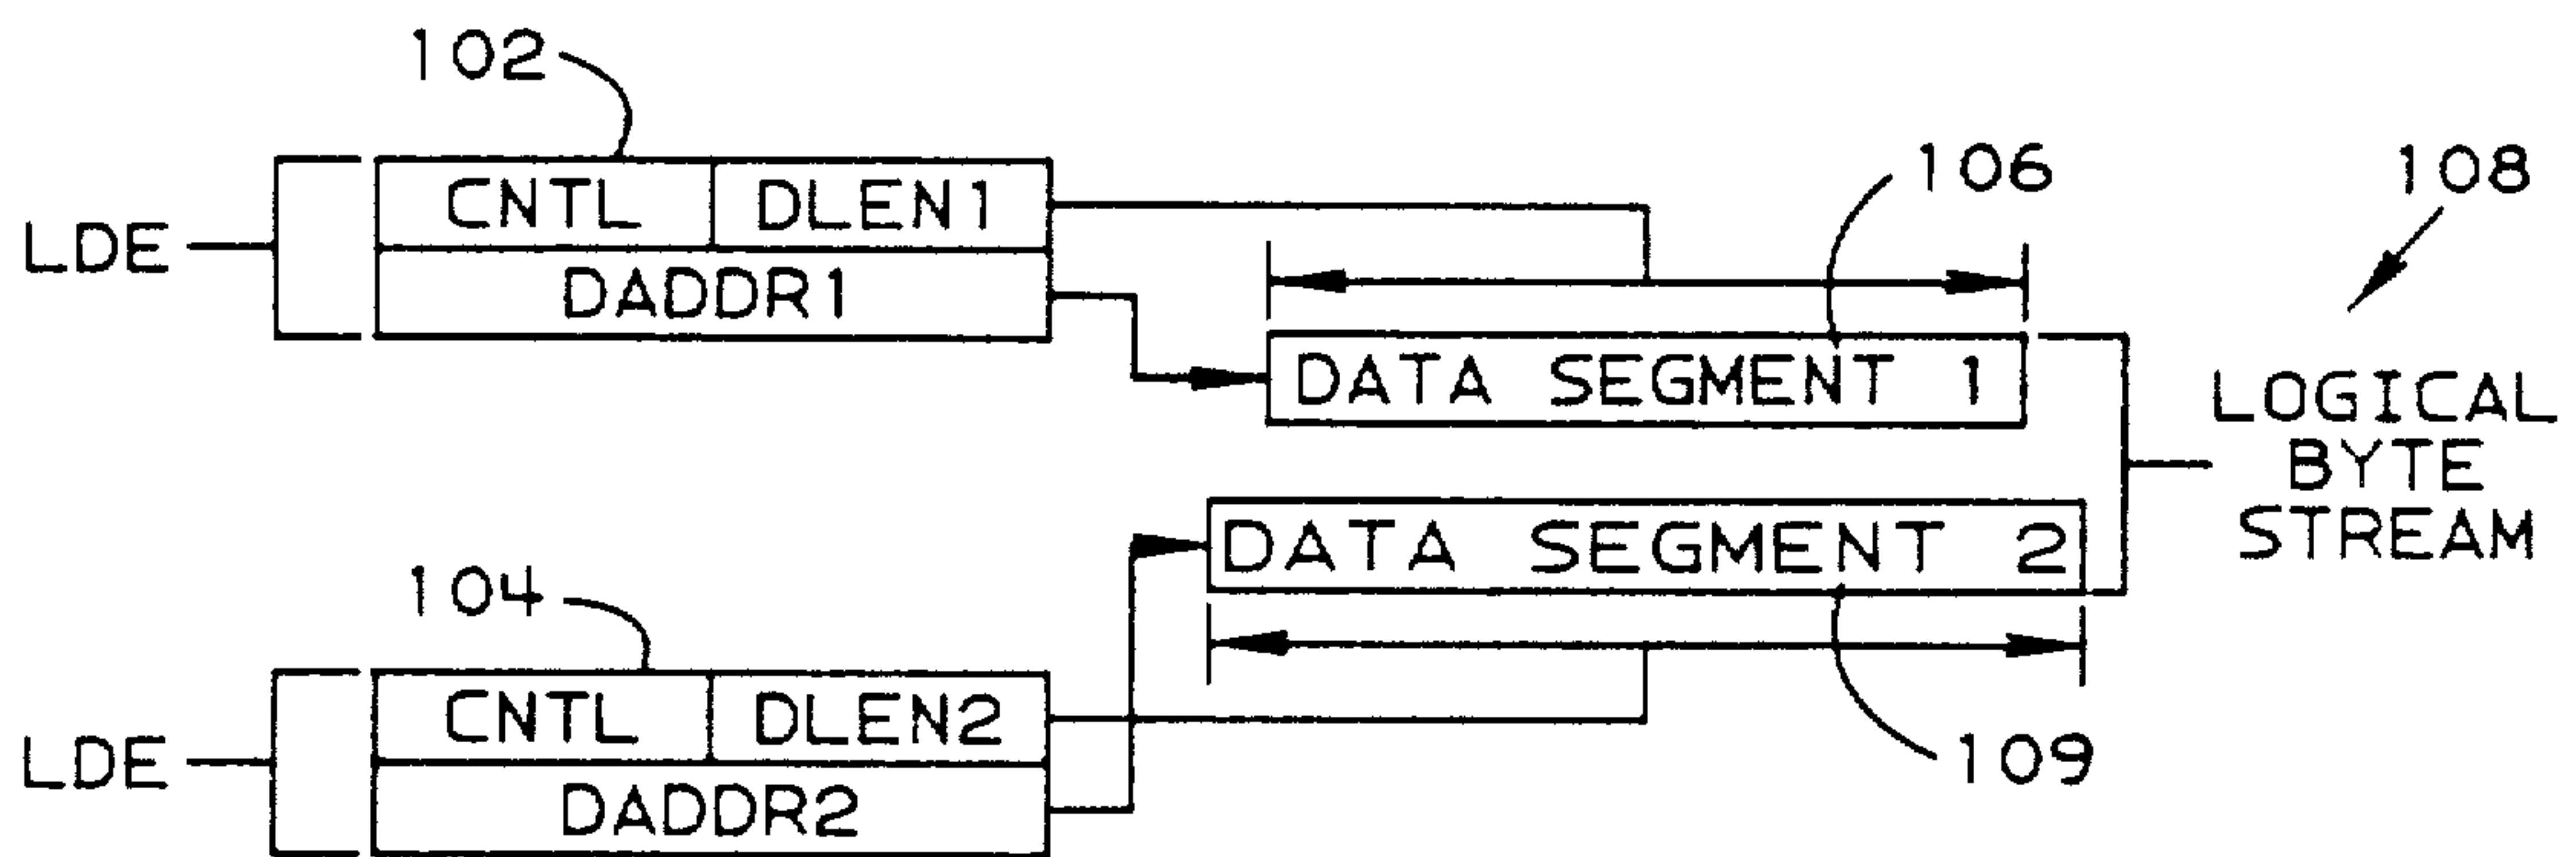 102
CNTL DLEN1
LDE
DADDR1
106
108
DATA SEGMENT 1
LOGICAL
BYTE
STREAM
DATA SEGMENT 2
104
CNTL DLEN2
LDE
DADDR2
109